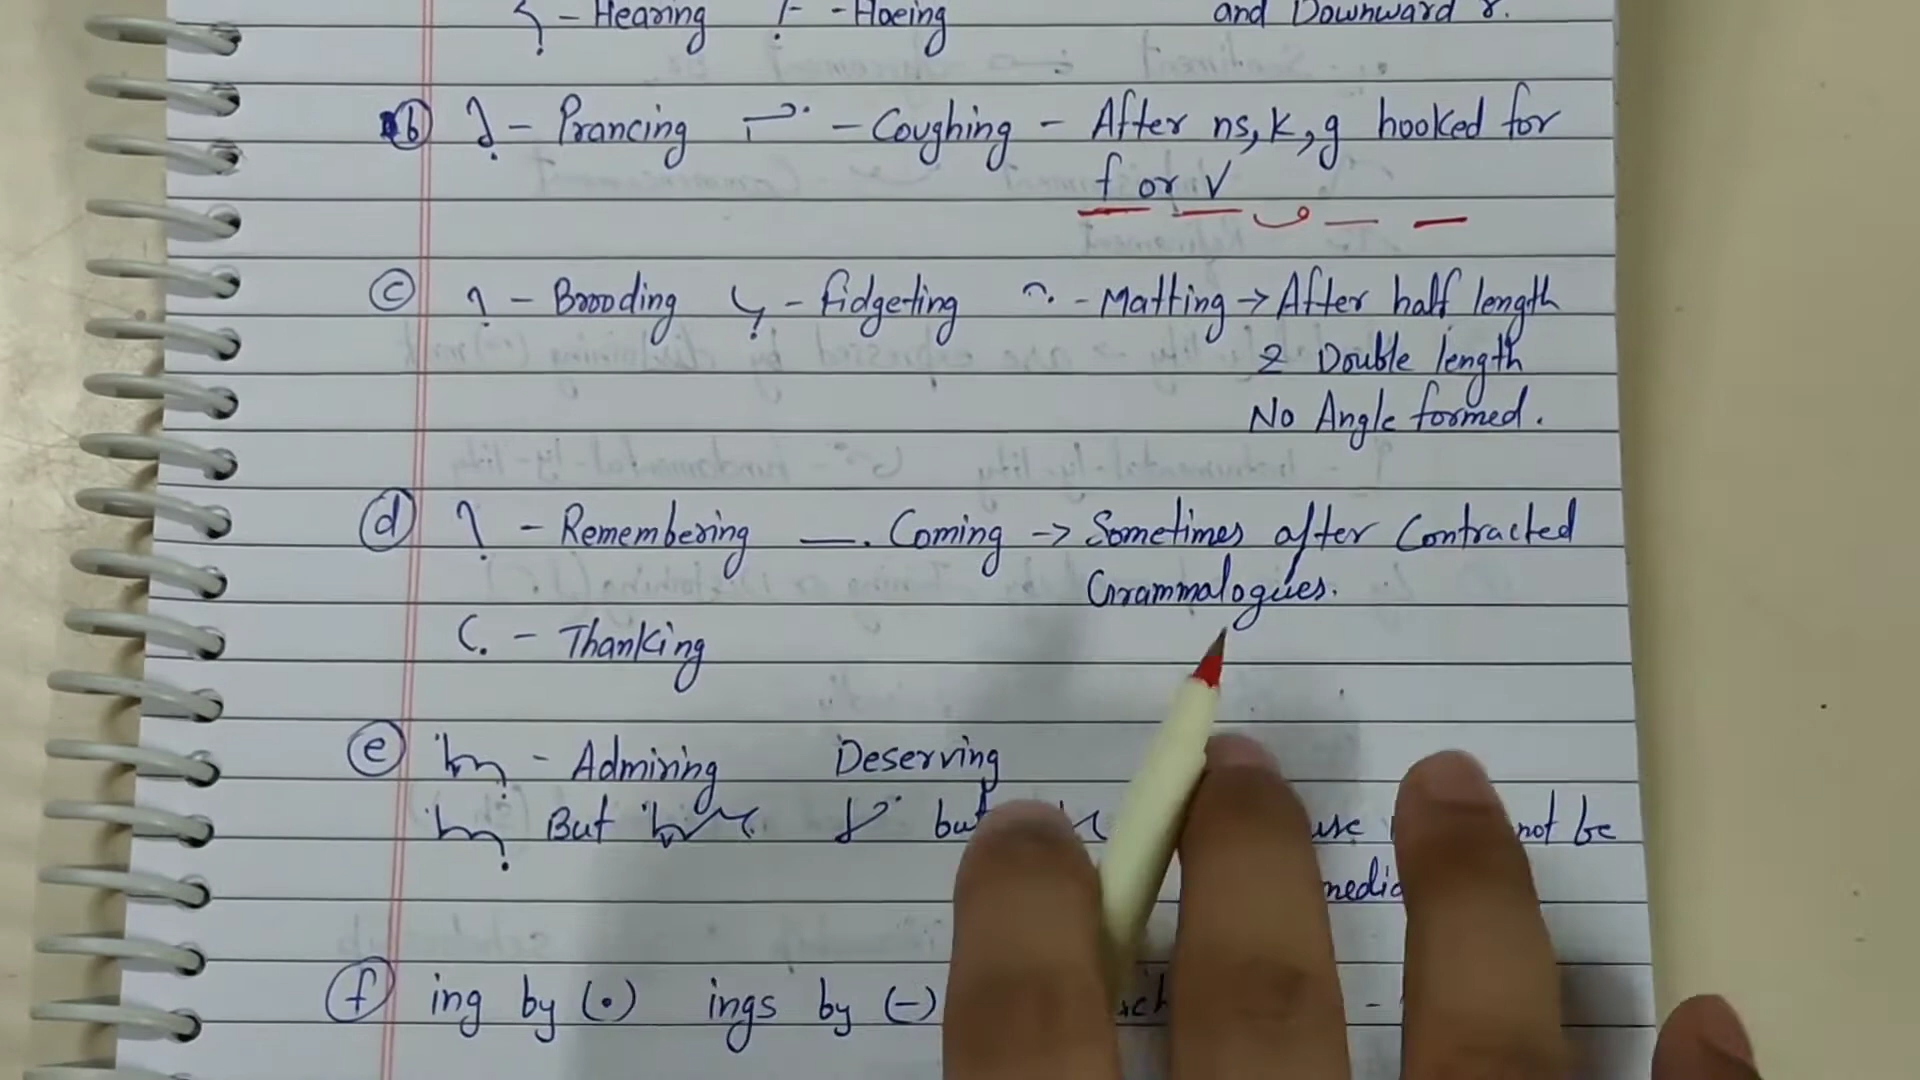 - Hearing - Hoeing and Downward r.
(b) - Prancing - Coughing - After ns, k, g hooked for
f or V
(c) - Brooding - fidgeting - Matting → After half length
& Double length
No Angle formed.
(d) - Remembering Coming → Sometimes after Contracted
Grammalogues.
- Thanking
(e) - Admiring Deserving
But but not be
(f) ing by (•) ings by (-)